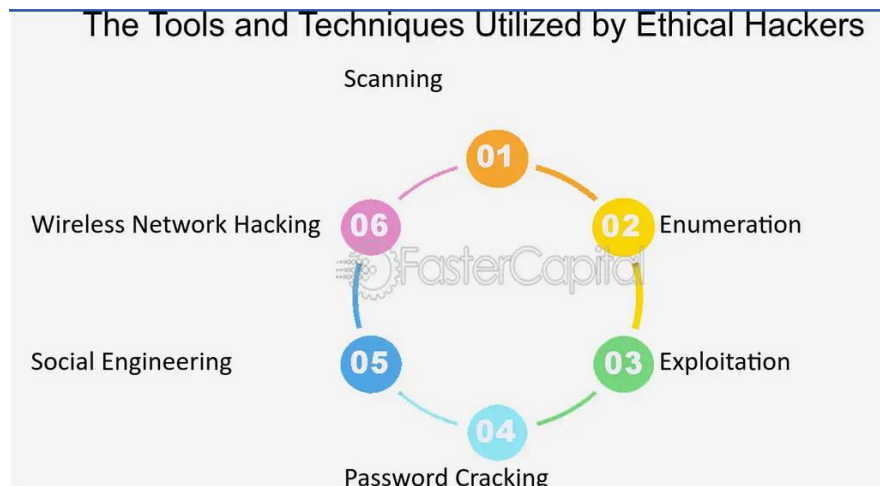 The Tools and Techniques Utilized by Ethical Hackers
Scanning
01
Wireless Network Hacking
06
02
Enumeration
FasterCapital
Social Engineering
05
03
Exploitation
04
Password Cracking